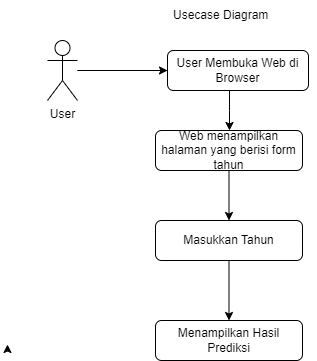 Usecase Diagram
User Membuka Web di
Browser
User
Web menampilkan
halaman yang berisi form
tahun
Masukkan Tahun
Menampilkan Hasil
Prediksi